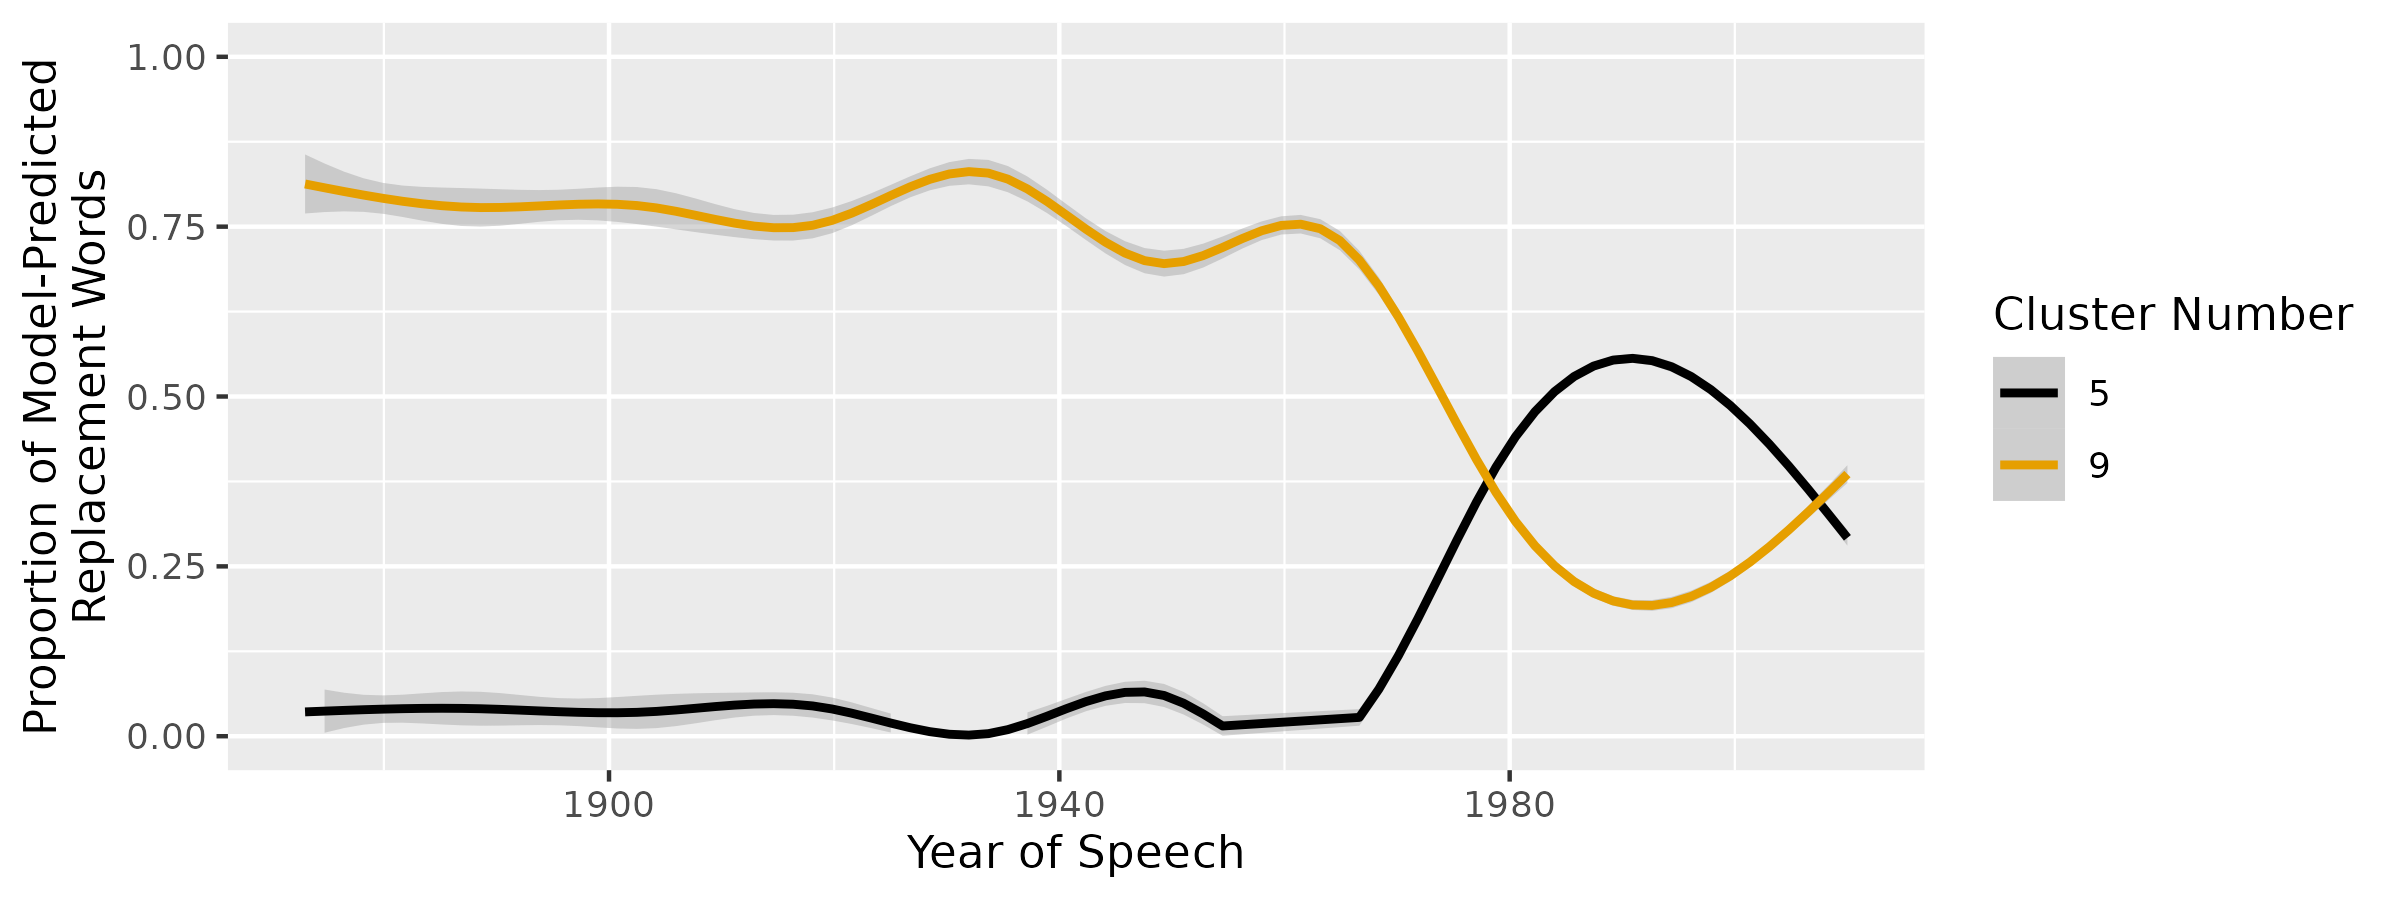 Proportion of Model-Predicted
Replacement Words
1.00
0.75
0.50
0.25
0.00
1900
1940
1980
Year of Speech
Cluster Number
5
9